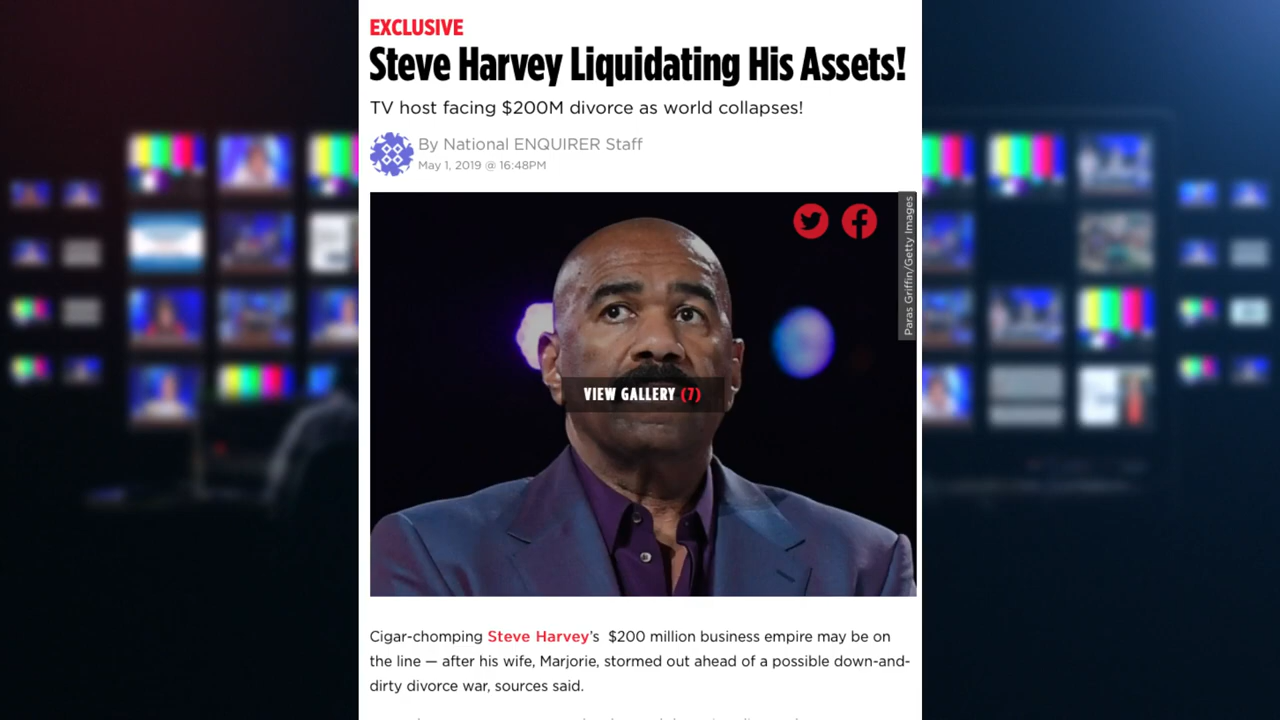 EXCLUSIVE
Steve Harvey Liquidating His Assets!
TV host facing $200M divorce as world collapses!
By National ENQUIRER Staff
May 1, 2019 @ 16:48PM
Paras Griffin/Getty Images
VIEW GALLERY (7)
Cigar-chomping Steve Harvey's $200 million business empire may be on
the line — after his wife, Marjorie, stormed out ahead of a possible down-and-
dirty divorce war, sources said.